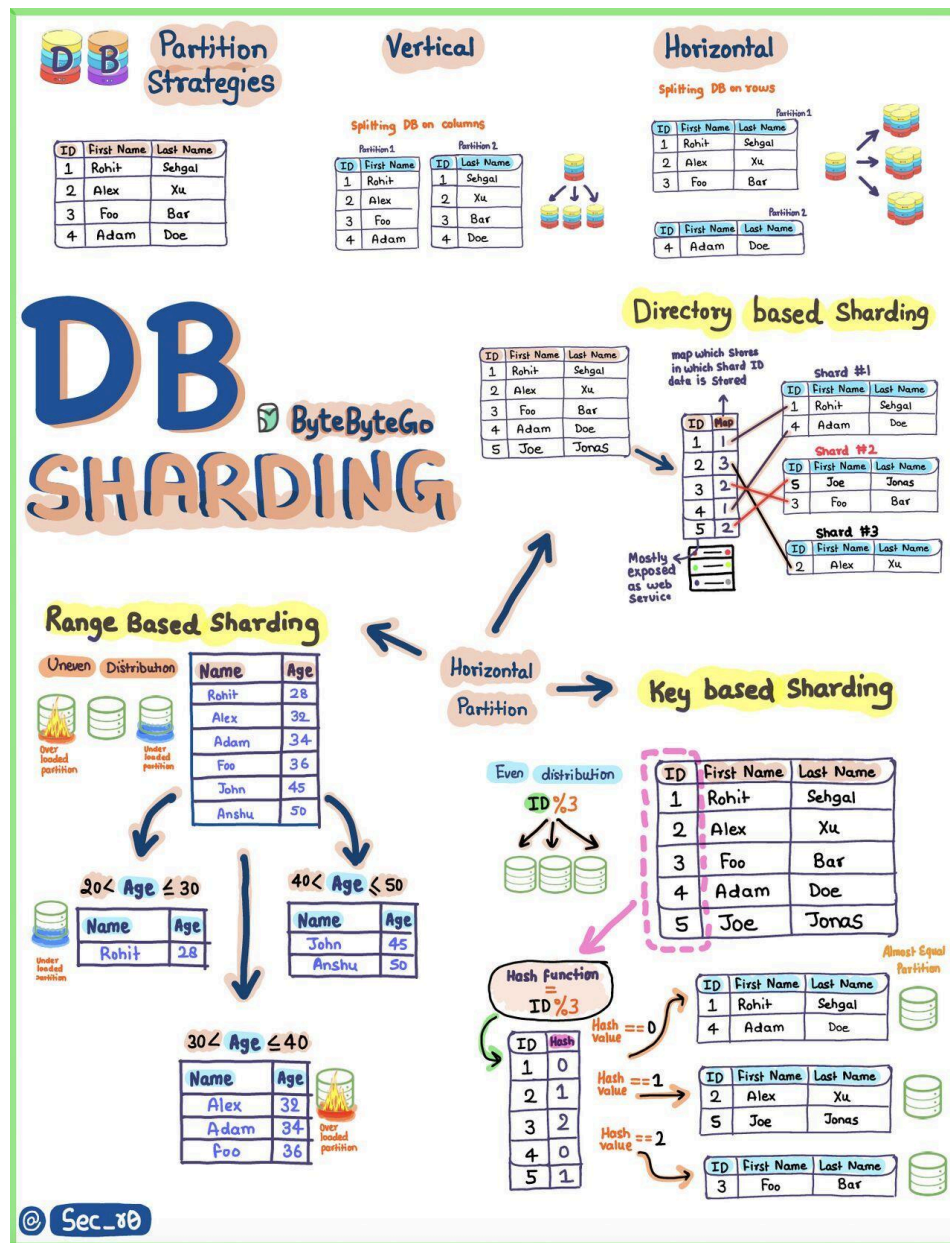 D B
Partition
Strategies
ID First Name Last Name
1 Rohit Sehgal
2 Alex Xu
3 Foo Bar
4 Adam Doe
Vertical
Splitting DB on columns
Partition 1
ID First Name
1 Rohit
2 Alex
3 Foo
4 Adam
Partition 2
ID Last Name
1 Sehgal
2 Xu
3 Bar
4 Doe
Horizontal
Splitting DB on rows
Partition 1
ID First Name Last Name
1 Rohit Sehgal
2 Alex Xu
3 Foo Bar
Partition 2
ID First Name Last Name
4 Adam Doe
DB
ByteByteGo
SHARDING
Directory based Sharding
ID First Name Last Name
1 Rohit Sehgal
2 Alex Xu
3 Foo Bar
4 Adam Doe
5 Joe Jonas
map which stores
in which Shard ID
data is Stored
ID Map
1 1
2 3
3 2
4 1
5 2
Mostly
exposed
as web
Service
Shard #1
ID First Name Last Name
1 Rohit Sehgal
4 Adam Doe
Shard #2
ID First Name Last Name
5 Joe Jonas
3 Foo Bar
Shard #3
ID First Name Last Name
2 Alex Xu
Horizontal
Partition
Range Based Sharding
Uneven Distribution
Over
loaded
partition
Under
loaded
partition
Name Age
Rohit 28
Alex 32
Adam 34
Foo 36
John 45
Anshu 50
20< Age ≤ 30
Name Age
Rohit 28
Under
loaded
partition
40< Age ≤ 50
Name Age
John 45
Anshu 50
30< Age ≤40
Name Age
Alex 32
Adam 34
Foo 36
Over
loaded
partition
Key based Sharding
Even distribution
ID%3
ID First Name Last Name
1 Rohit Sehgal
2 Alex Xu
3 Foo Bar
4 Adam Doe
5 Joe Jonas
Hash Function
=
ID%3
ID Hash
1 0
2 1
3 2
4 0
5 1
Hash
value == 0
Hash
value == 1
Hash
value == 2
Almost Equal
Partition
ID First Name Last Name
1 Rohit Sehgal
4 Adam Doe
ID First Name Last Name
2 Alex Xu
5 Joe Jonas
ID First Name Last Name
3 Foo Bar
@ Sec_r0